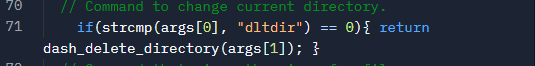 70 // Command to change current directory.
71 if(strcmp(args[0], "dltdir") == 0){ return
dash_delete_directory(args[1]); }